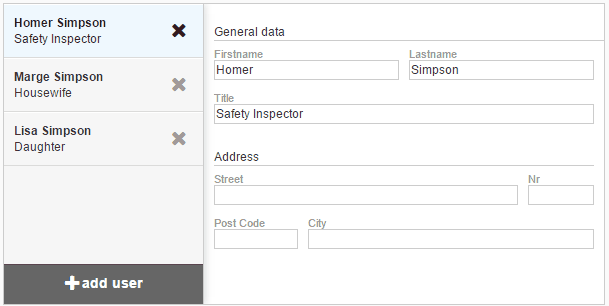 Homer Simpson
Safety Inspector
Marge Simpson
Housewife
Lisa Simpson
Daughter
add user
General data
Firstname Lastname
Homer Simpson
Title
Safety Inspector
Address
Street Nr
Post Code City